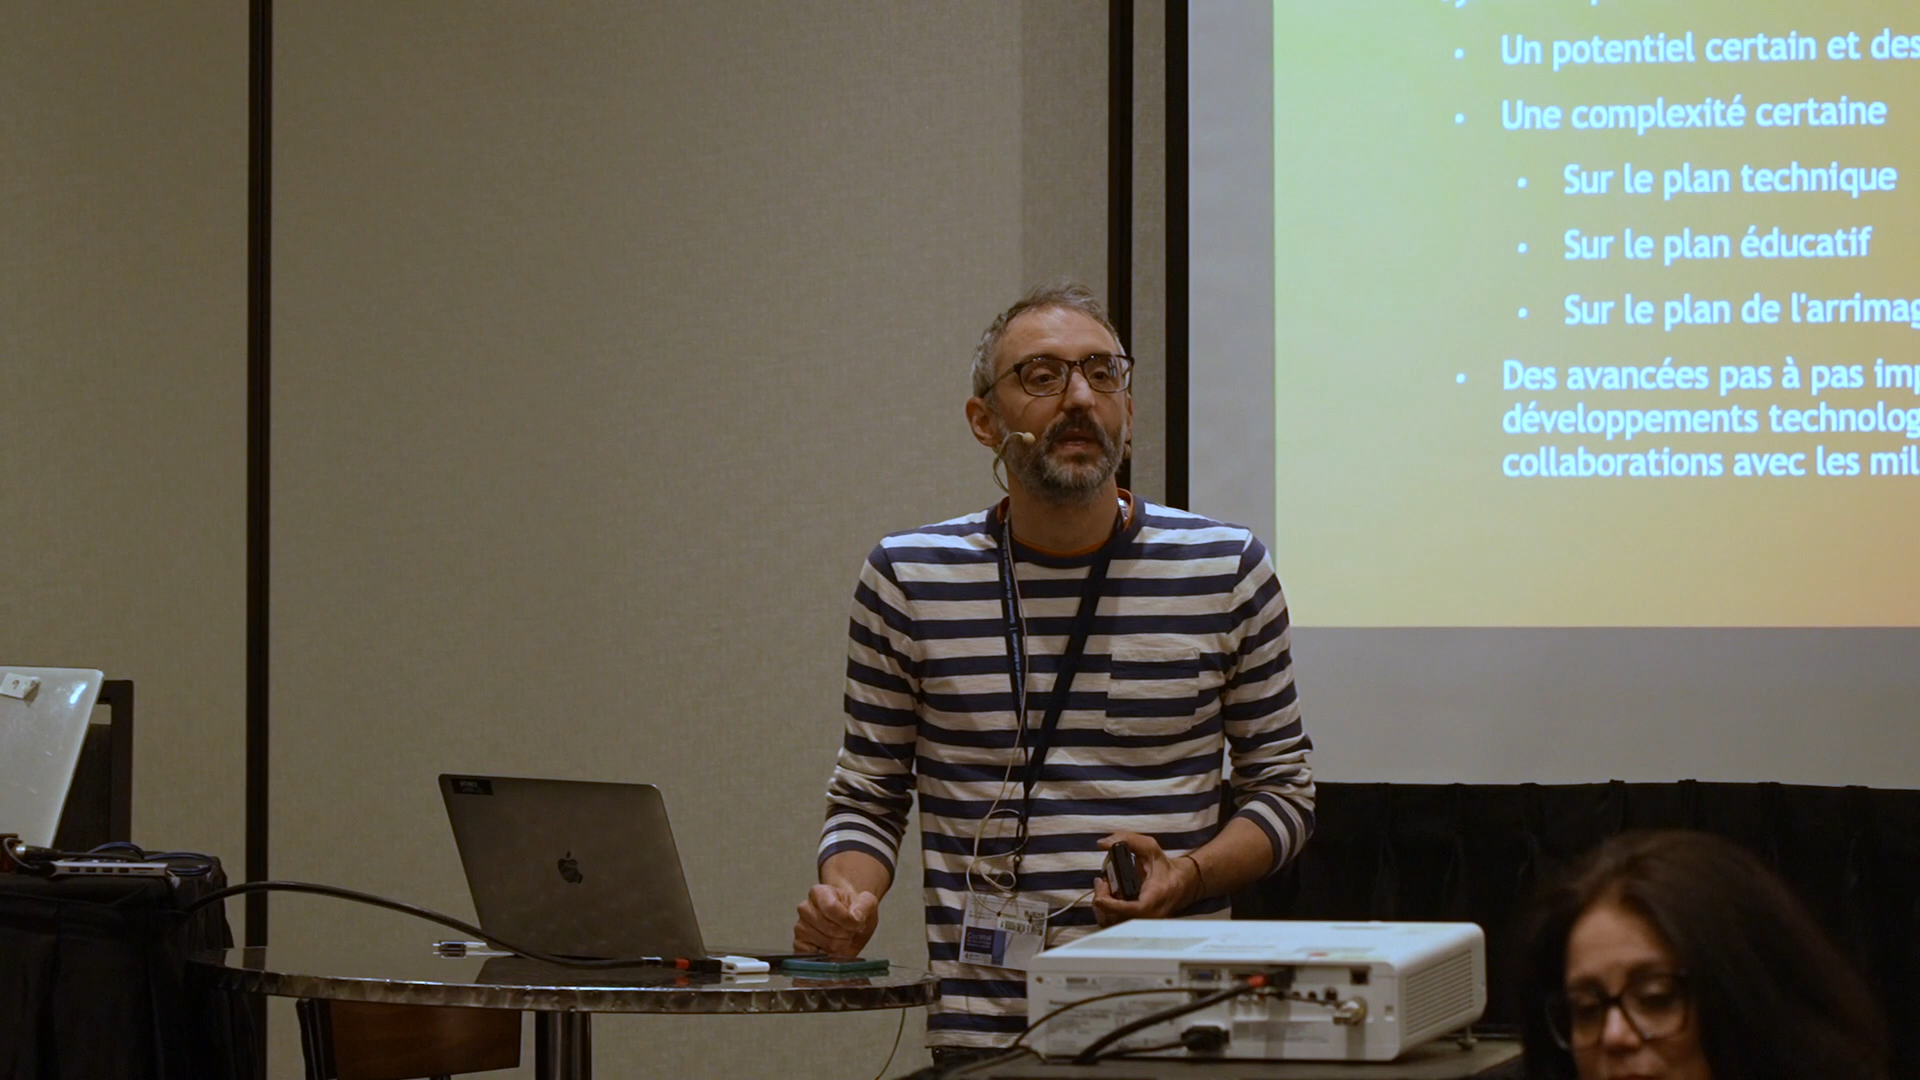 Un potentiel certain et des
Une complexité certaine
Sur le plan technique
Sur le plan éducatif
Sur le plan de l'arrimag
Des avancées pas à pas imp
développements technolog
collaborations avec les mil